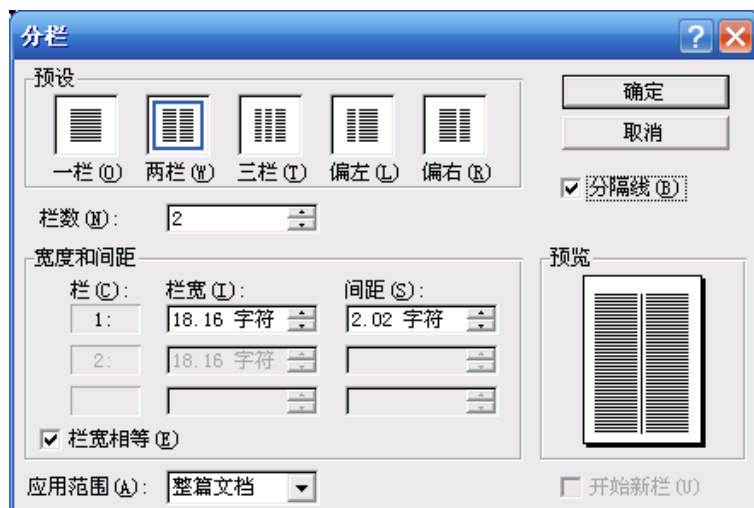 分栏
预设
一栏(O) 两栏(W) 三栏(T) 偏左(L) 偏右(R)
确定
取消
分隔线(B)
栏数(N): 2
宽度和间距
预览
栏(C): 栏宽(I): 间距(S):
1: 18.16 字符 2.02 字符
2: 18.16 字符
栏宽相等(E)
应用范围(A): 整篇文档
开始新栏(U)